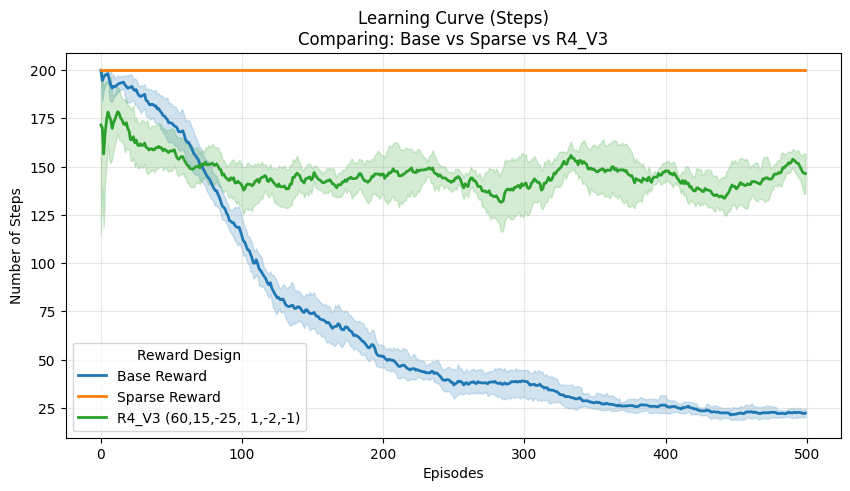 Learning Curve (Steps)
Comparing: Base vs Sparse vs R4_V3
Number of Steps
200
175
150
125
100
75
50
25
Reward Design
Base Reward
Sparse Reward
R4_V3 (60,15,-25,  1,-2,-1)
0
100
200
300
400
500
Episodes